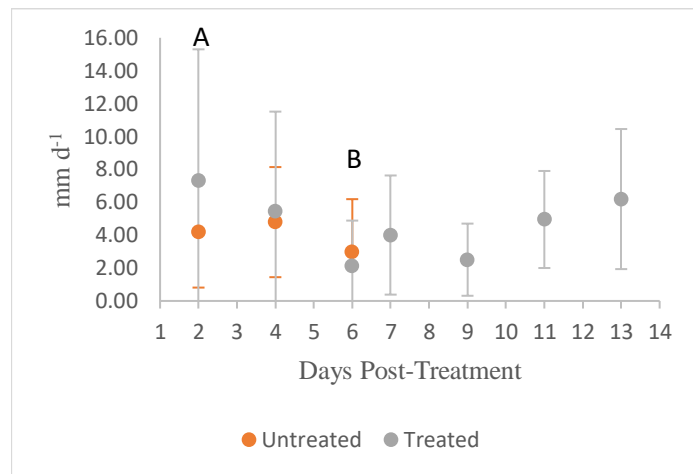 A
B
16.00
14.00
12.00
10.00
8.00
6.00
4.00
2.00
0.00
mm d⁻¹
1 2 3 4 5 6 7 8 9 10 11 12 13 14
Days Post-Treatment
Untreated Treated